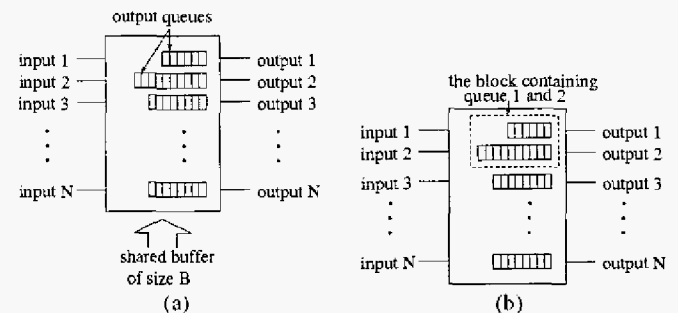 output queues
input 1
output 1
input 2
output 2
input 3
output 3
input N
output N
shared buffer
of size B
(a)
the block containing
queue 1 and 2
input 1
output 1
input 2
output 2
input 3
output 3
input N
output N
(b)